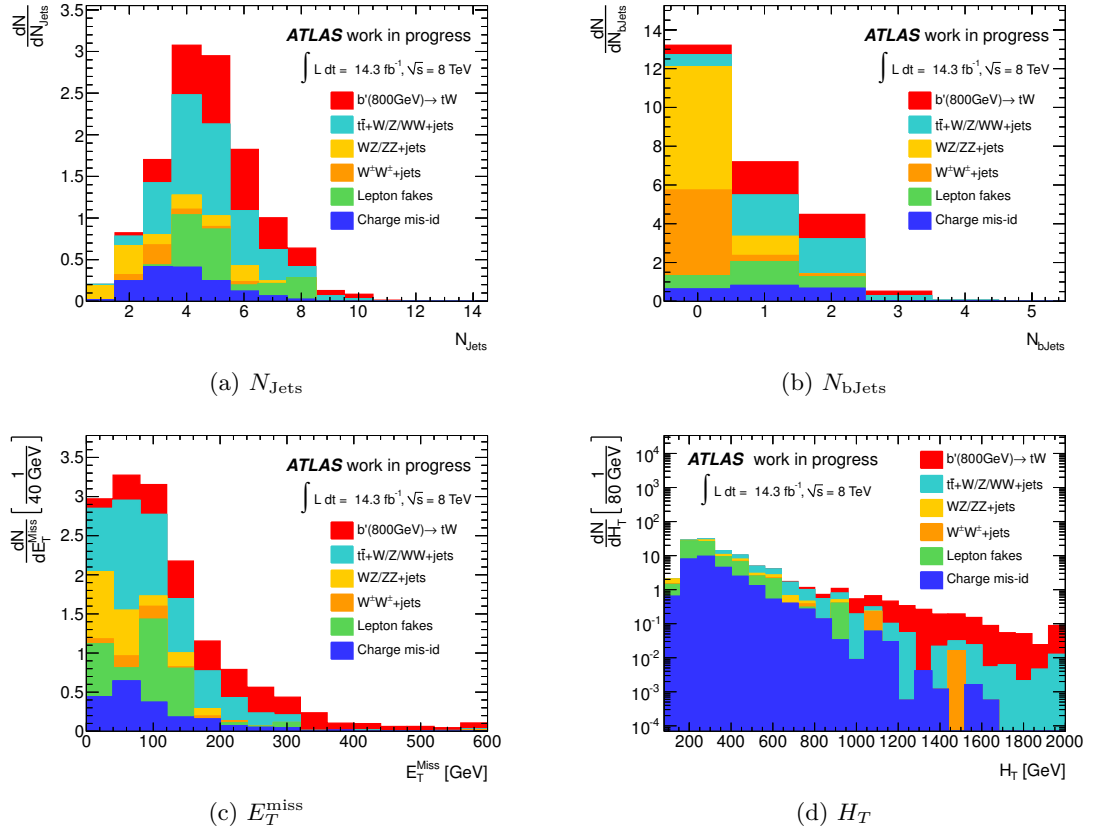 dN
dN_Jets
3.5
3
2.5
2
1.5
1
0.5
0
2 4 6 8 10 12 14
N_Jets
ATLAS work in progress
∫ L dt = 14.3 fb⁻¹, √s = 8 TeV
b'(800GeV)→ tW
tt̄+W/Z/WW+jets
WZ/ZZ+jets
W±W±+jets
Lepton fakes
Charge mis-id
(a) N_Jets
dN
dN_bJets
14
12
10
8
6
4
2
0
0 1 2 3 4 5
N_bJets
ATLAS work in progress
∫ L dt = 14.3 fb⁻¹, √s = 8 TeV
b'(800GeV)→ tW
tt̄+W/Z/WW+jets
WZ/ZZ+jets
W±W±+jets
Lepton fakes
Charge mis-id
(b) N_bJets
dN/dE_T^Miss [1/40 GeV]
3.5
3
2.5
2
1.5
1
0.5
0
0 100 200 300 400 500 600
E_T^Miss [GeV]
ATLAS work in progress
∫ L dt = 14.3 fb⁻¹, √s = 8 TeV
b'(800GeV)→ tW
tt̄+W/Z/WW+jets
WZ/ZZ+jets
W±W±+jets
Lepton fakes
Charge mis-id
(c) E_T^miss
dN/dH_T [1/80 GeV]
10⁴
10³
10²
10
1
10⁻¹
10⁻²
10⁻³
10⁻⁴
200 400 600 800 1000 1200 1400 1600 1800 2000
H_T [GeV]
ATLAS work in progress
∫ L dt = 14.3 fb⁻¹, √s = 8 TeV
b'(800GeV)→ tW
tt̄+W/Z/WW+jets
WZ/ZZ+jets
W±W±+jets
Lepton fakes
Charge mis-id
(d) H_T